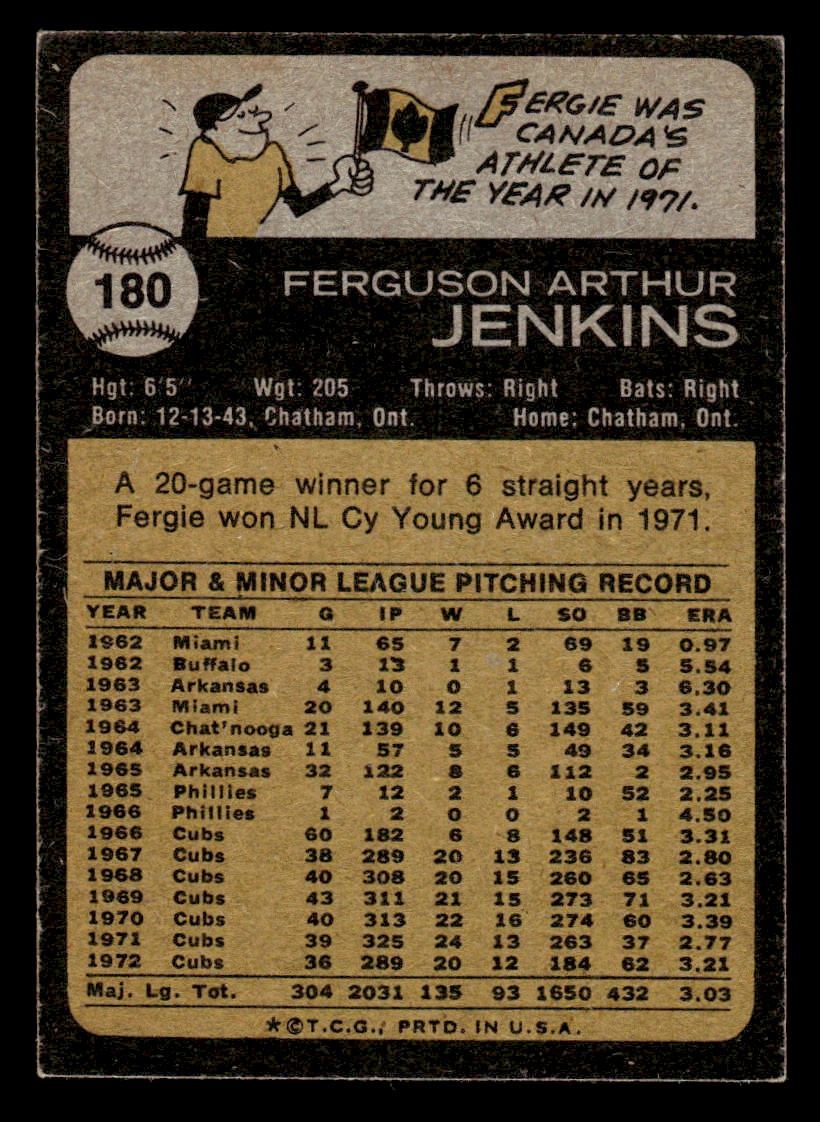 FERGIE WAS
CANADA'S
ATHLETE OF
THE YEAR IN 1971.
180
FERGUSON ARTHUR
JENKINS
Hgt: 6'5" Wgt: 205 Throws: Right Bats: Right
Born: 12-13-43, Chatham, Ont. Home: Chatham, Ont.
A 20-game winner for 6 straight years,
Fergie won NL Cy Young Award in 1971.
MAJOR & MINOR LEAGUE PITCHING RECORD
YEAR TEAM G IP W L SO BB ERA
1962 Miami 11 65 7 2 69 19 0.97
1962 Buffalo 3 13 1 1 6 5 5.54
1963 Arkansas 4 10 0 1 13 3 6.30
1963 Miami 20 140 12 5 135 59 3.41
1964 Chat'nooga 21 139 10 6 149 42 3.11
1964 Arkansas 11 57 5 5 49 34 3.16
1965 Arkansas 32 122 8 6 112 2 2.95
1965 Phillies 7 12 2 1 10 52 2.25
1966 Phillies 1 2 0 0 2 1 4.50
1966 Cubs 60 182 6 8 148 51 3.31
1967 Cubs 38 289 20 13 236 83 2.80
1968 Cubs 40 308 20 15 260 65 2.63
1969 Cubs 43 311 21 15 273 71 3.21
1970 Cubs 40 313 22 16 274 60 3.39
1971 Cubs 39 325 24 13 263 37 2.77
1972 Cubs 36 289 20 12 184 62 3.21
Maj. Lg. Tot. 304 2031 135 93 1650 432 3.03
*©T.C.G., PRTD. IN U.S.A.